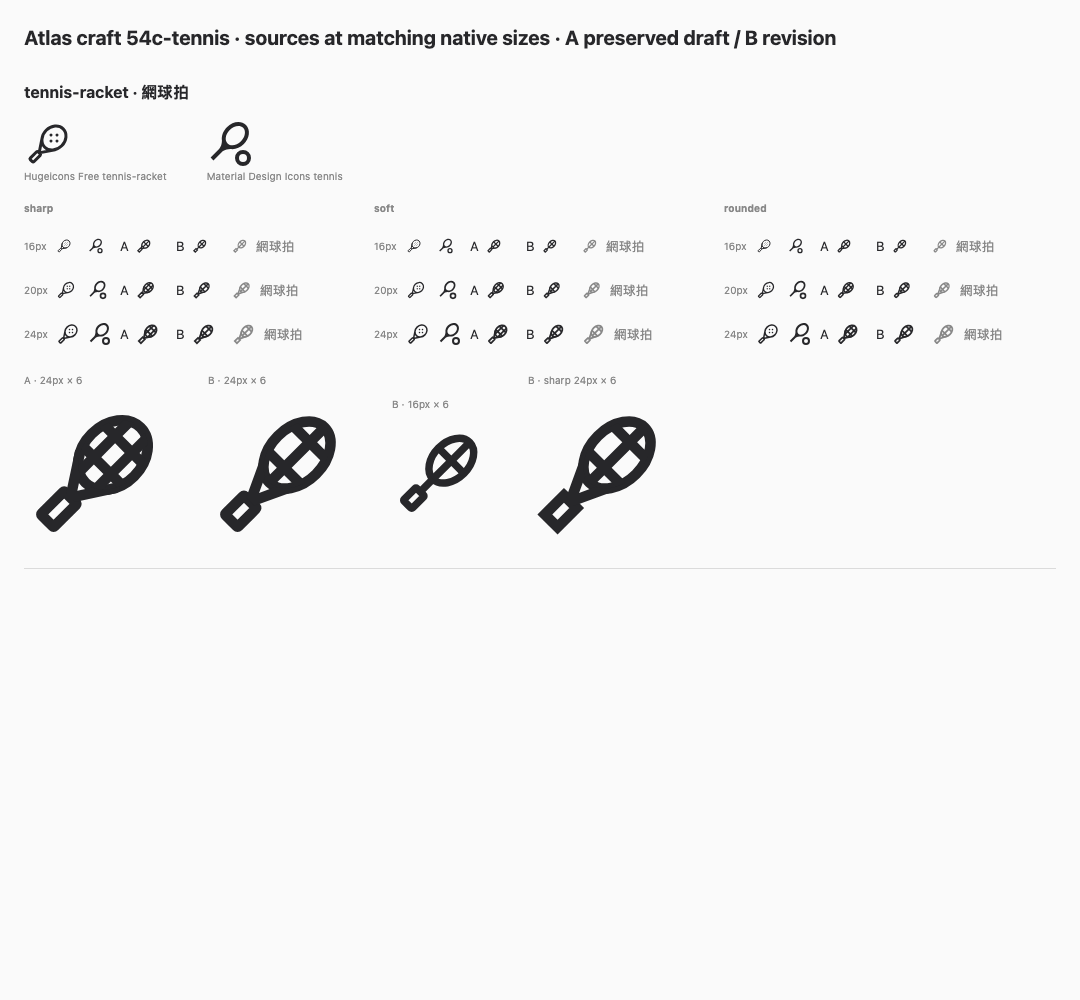 Atlas craft 54c-tennis · sources at matching native sizes · A preserved draft / B revision
tennis-racket · 網球拍
Hugeicons Free tennis-racket
Material Design Icons tennis
sharp
soft
rounded
16px A B 網球拍
16px A B 網球拍
16px A B 網球拍
20px A B 網球拍
20px A B 網球拍
20px A B 網球拍
24px A B 網球拍
24px A B 網球拍
24px A B 網球拍
A · 24px × 6
B · 24px × 6
B · 16px × 6
B · sharp 24px × 6